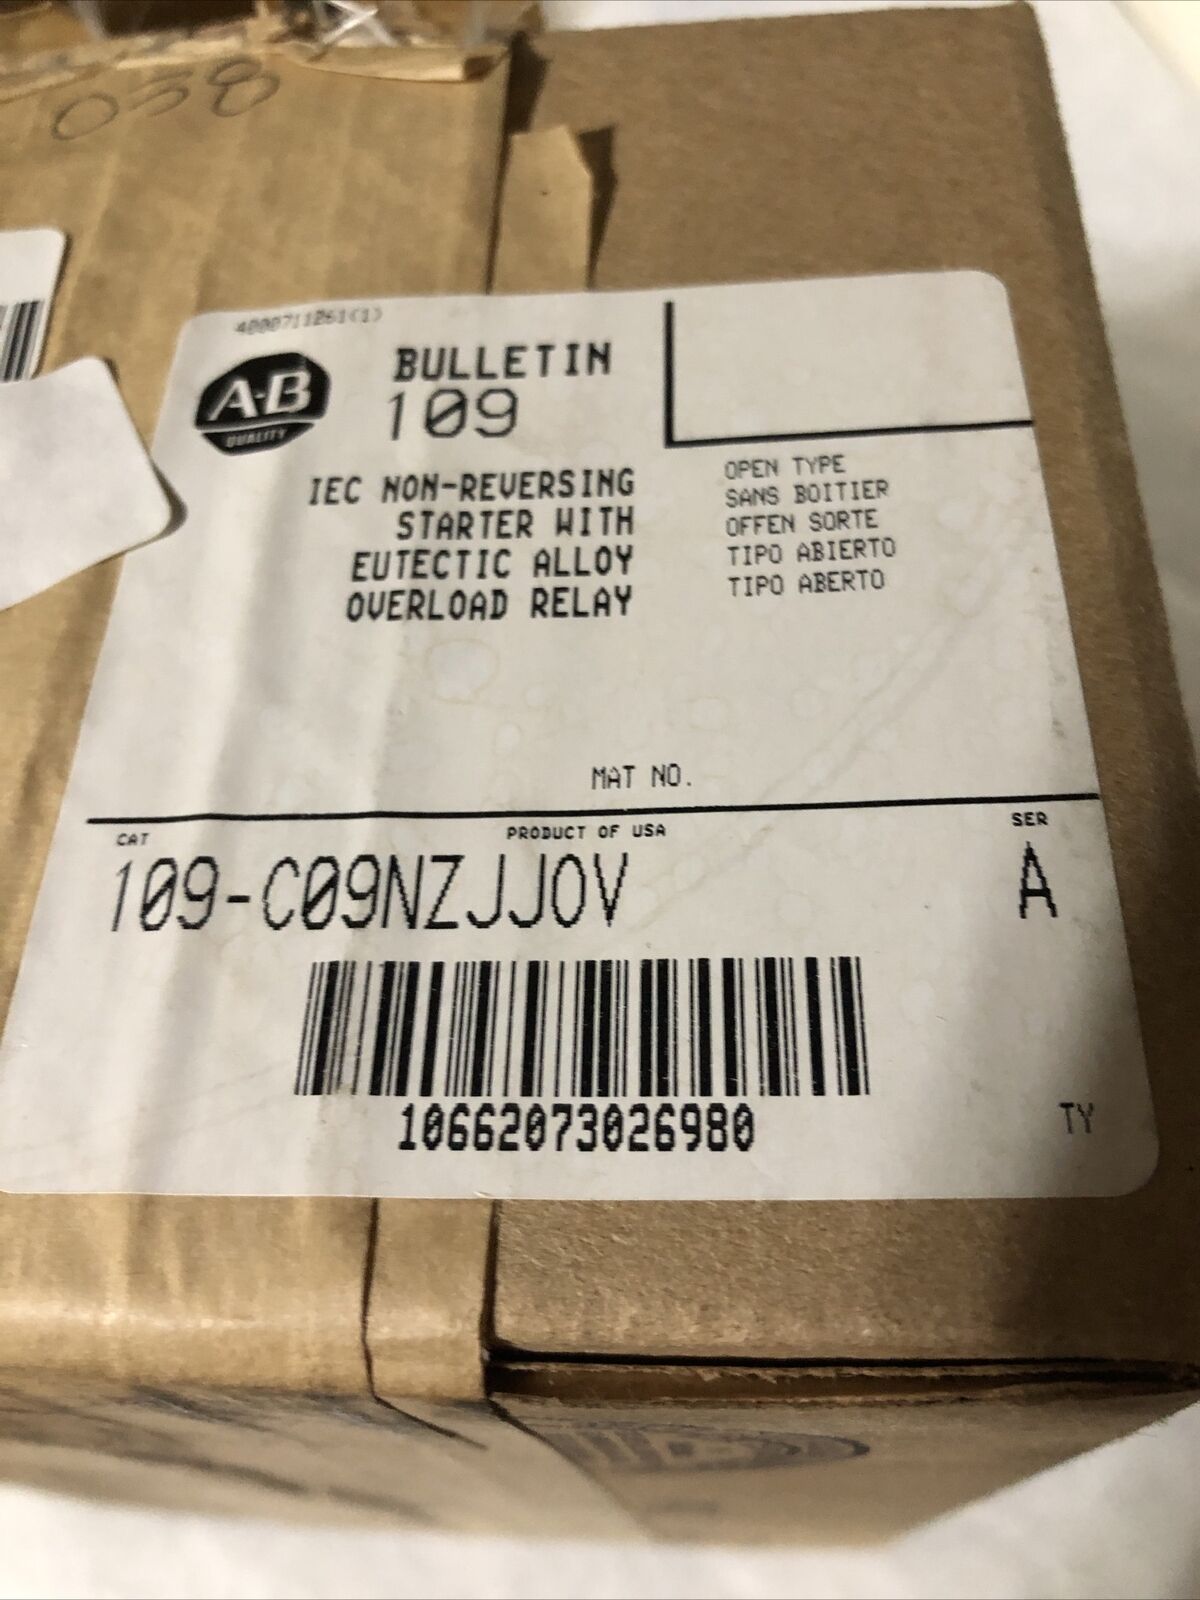 058
4000711261(1)
A-B
QUALITY
BULLETIN
109
IEC NON-REVERSING
STARTER WITH
EUTECTIC ALLOY
OVERLOAD RELAY
OPEN TYPE
SANS BOITIER
OFFEN SORTE
TIPO ABIERTO
TIPO ABERTO
MAT NO.
CAT
PRODUCT OF USA
SER
109-C09NZJJOV
A
10662073026980
TY